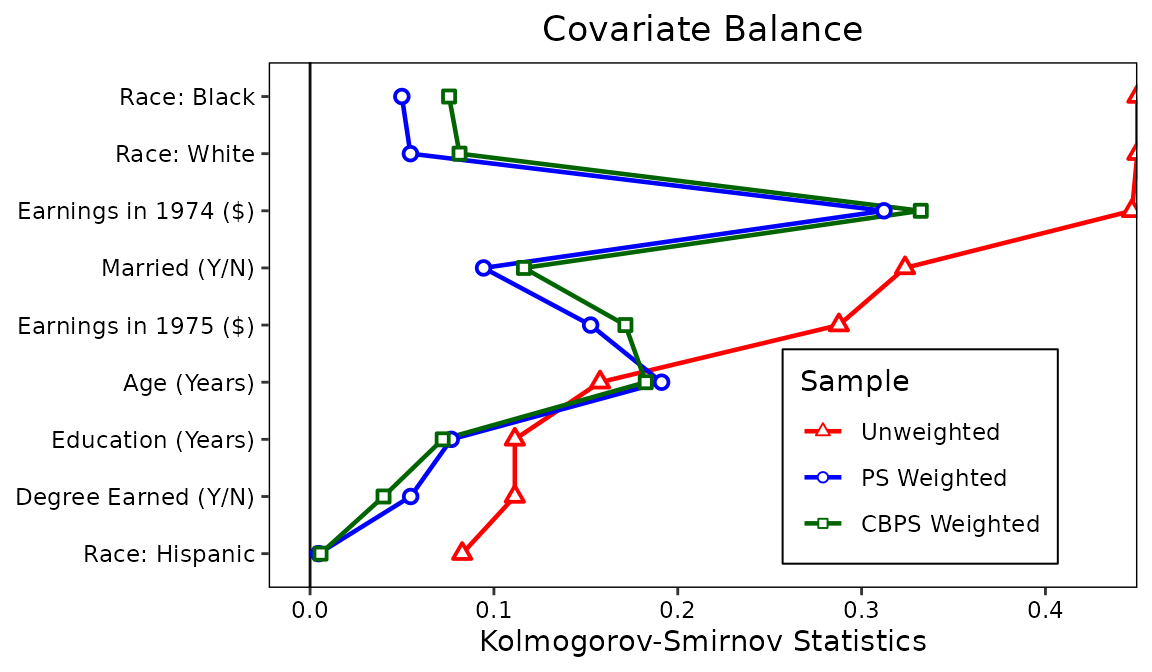 Covariate Balance
Race: Black
Race: White
Earnings in 1974 ($)
Married (Y/N)
Earnings in 1975 ($)
Age (Years)
Education (Years)
Degree Earned (Y/N)
Race: Hispanic
Sample
Unweighted
PS Weighted
CBPS Weighted
0.0 0.1 0.2 0.3 0.4
Kolmogorov-Smirnov Statistics